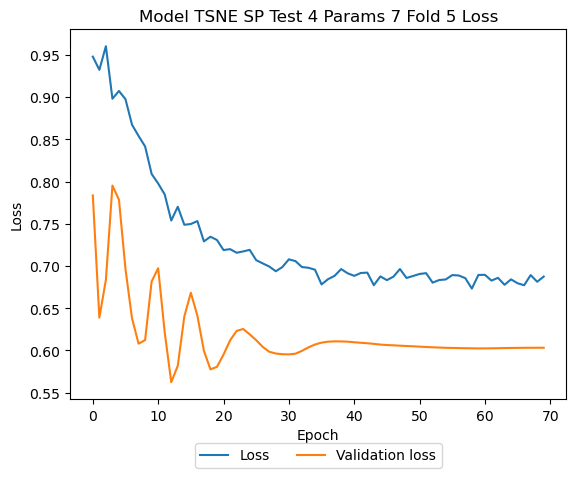 Model TSNE SP Test 4 Params 7 Fold 5 Loss
0.95
0.90
0.85
0.80
0.75
0.70
0.65
0.60
0.55
Loss
0 10 20 30 40 50 60 70
Epoch
Loss Validation loss